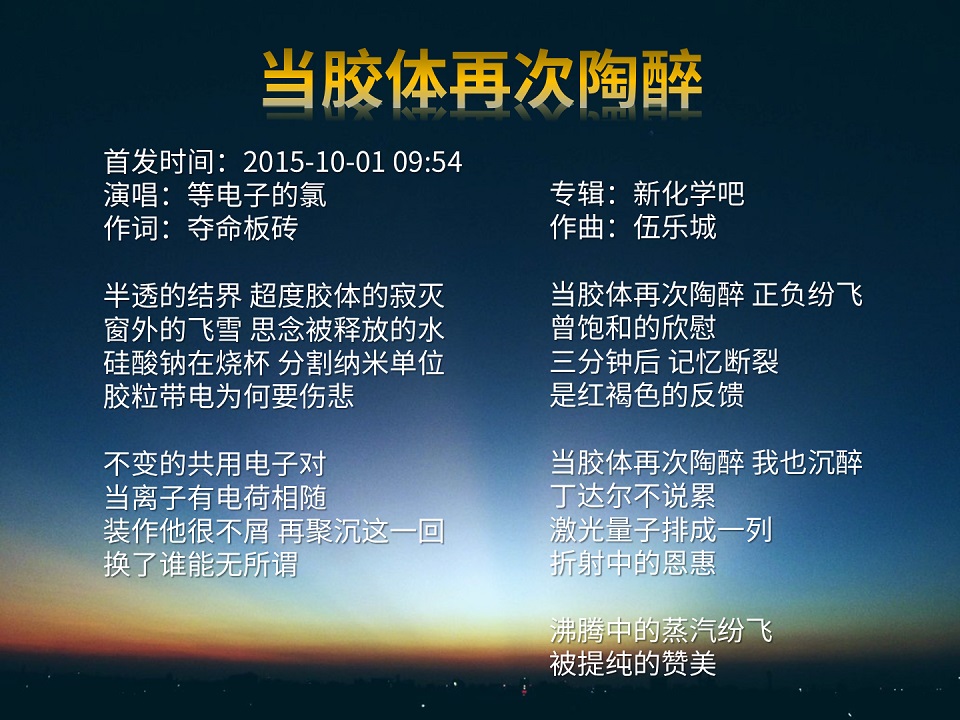 当胶体再次陶醉
首发时间：2015-10-01 09:54
演唱：等电子的氯
作词：夺命板砖
半透的结界 超度胶体的寂灭
窗外的飞雪 思念被释放的水
硅酸钠在烧杯 分割纳米单位
胶粒带电为何要伤悲
不变的共用电子对
当离子有电荷相随
装作他很不屑 再聚沉这一回
换了谁能无所谓
专辑：新化学吧
作曲：伍乐城
当胶体再次陶醉 正负纷飞
曾饱和的欣慰
三分钟后 记忆断裂
是红褐色的反馈
当胶体再次陶醉 我也沉醉
丁达尔不说累
激光量子排成一列
折射中的恩惠
沸腾中的蒸汽纷飞
被提纯的赞美